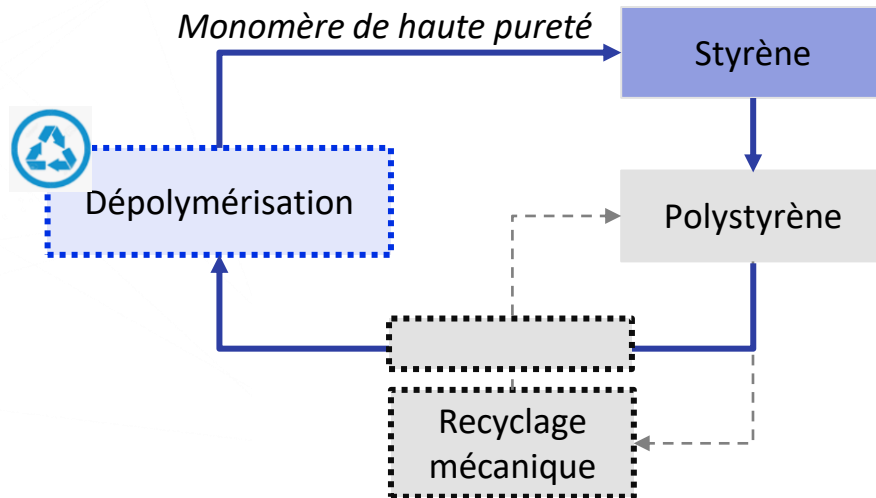 Monomère de haute pureté
Styrène
Dépolymérisation
Polystyrène
Recyclage
mécanique